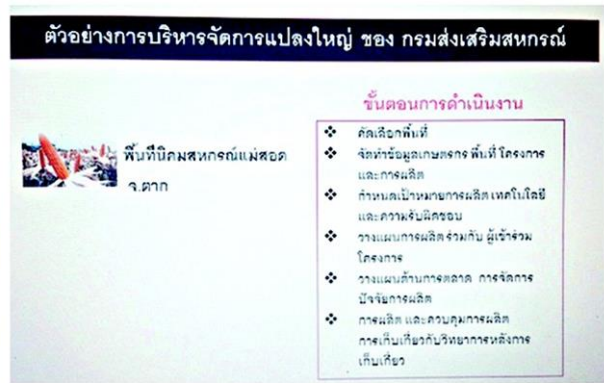 ตัวอย่างการบริหารจัดการแปลงใหญ่ ของ กรมส่งเสริมสหกรณ์
พื้นที่นิคมสหกรณ์แม่สอด
จ.ตาก
ขั้นตอนการดำเนินงาน
❖ คัดเลือกพื้นที่
❖ จัดทำข้อมูลเกษตรกร พื้นที่ โครงการ
และการผลิต
❖ กำหนดเป้าหมายการผลิต เทคโนโลยี
และความรับผิดชอบ
❖ วางแผนการผลิตร่วมกับ ผู้เข้าร่วม
โครงการ
❖ วางแผนด้านการตลาด การจัดการ
ปัจจัยการผลิต
❖ การผลิต และควบคุมการผลิต
การเก็บเกี่ยวกับวิทยาการหลังการ
เก็บเกี่ยว